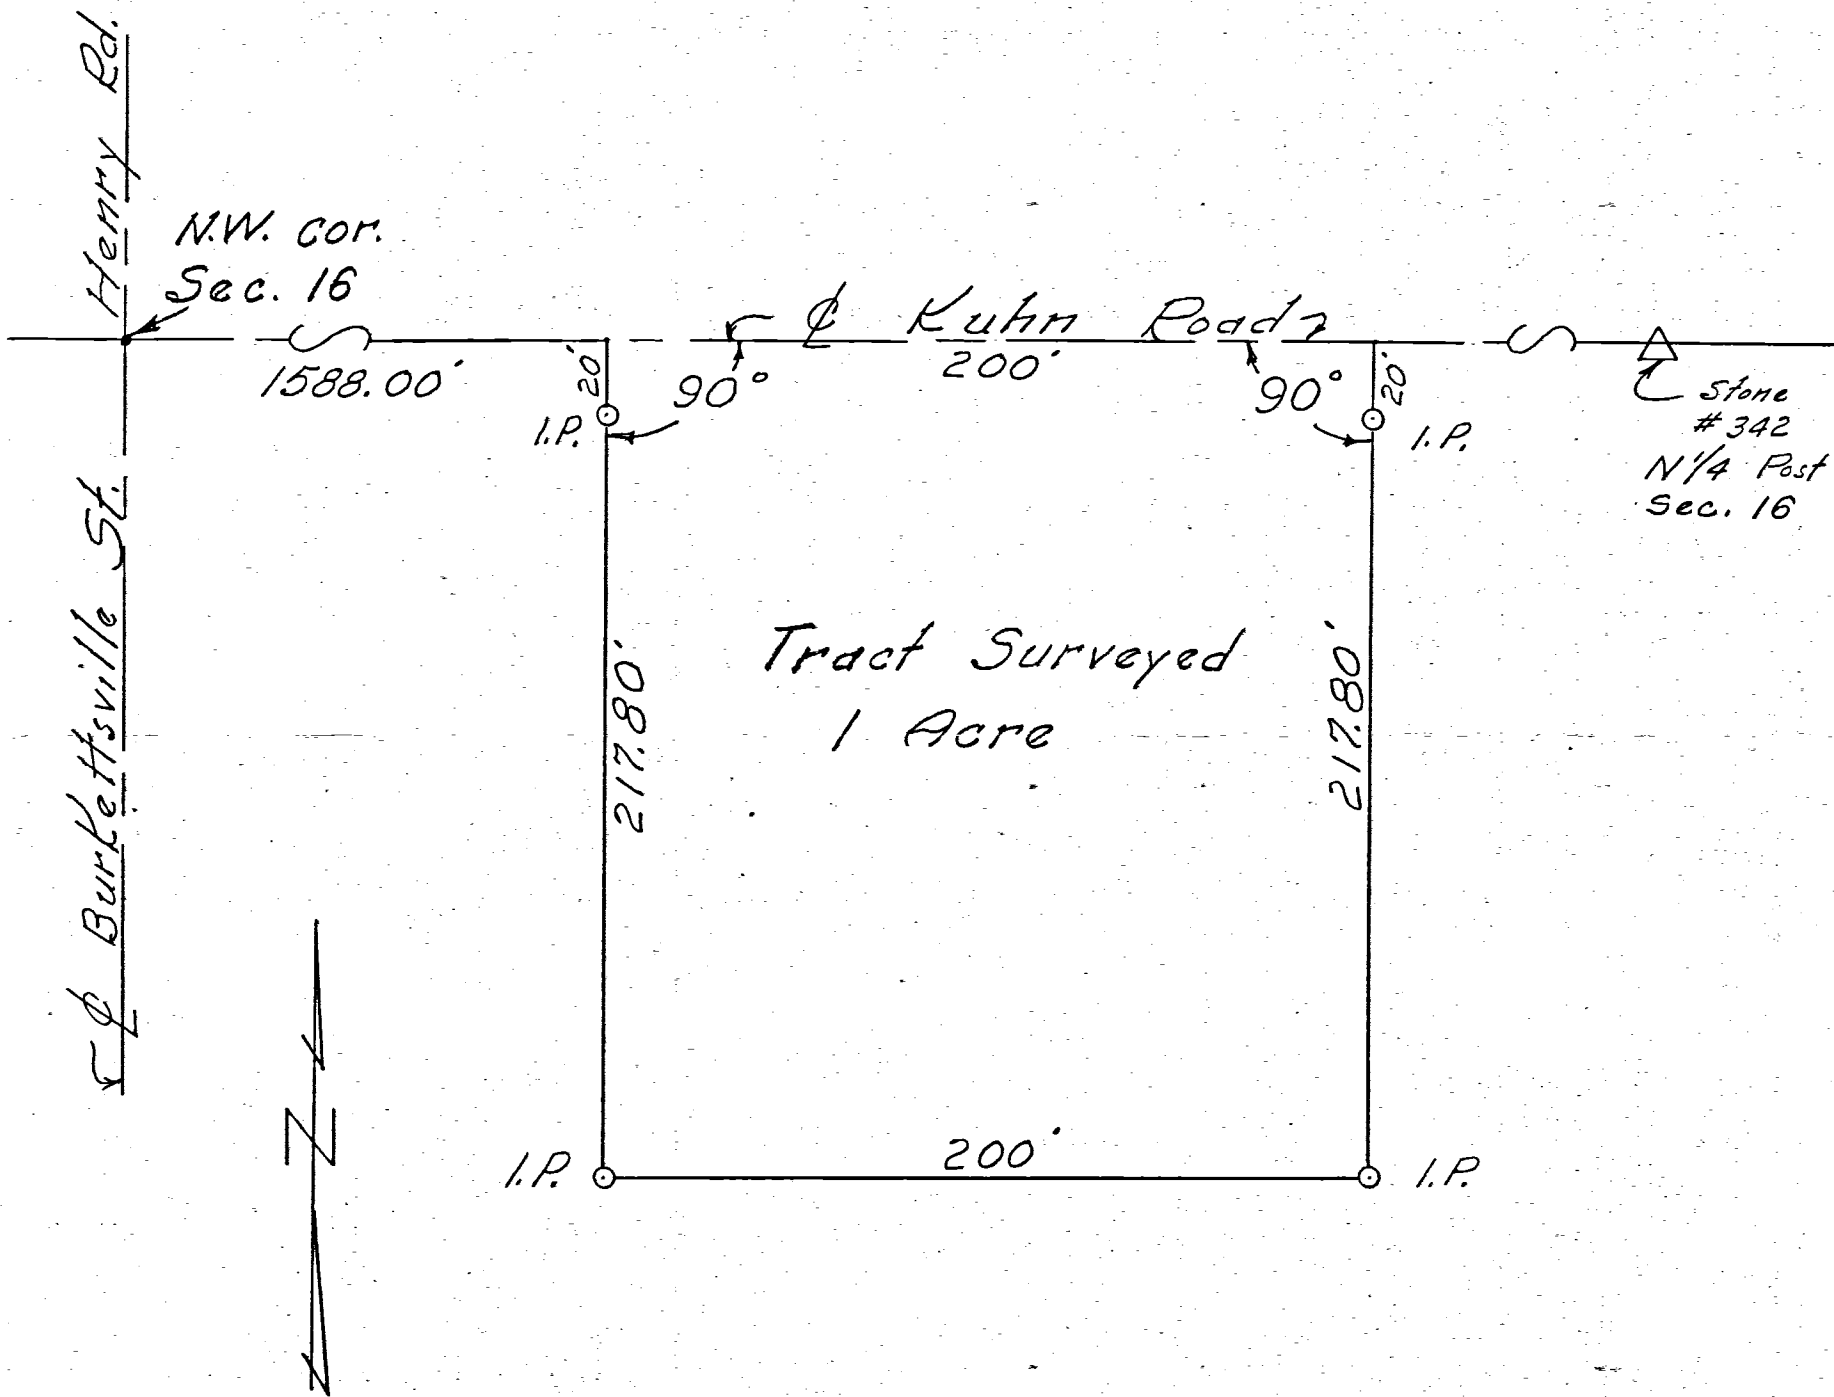 Henry Rd.
N.W. cor.
Sec. 16
℄ Kuhn Road
1588.00'
20'
90°
200'
90°
20'
I.P.
I.P.
Stone
# 342
N 1/4 Post
Sec. 16
℄ Burkettsville St.
Tract Surveyed
1 Acre
217.80'
217.80'
N
I.P.
200'
I.P.